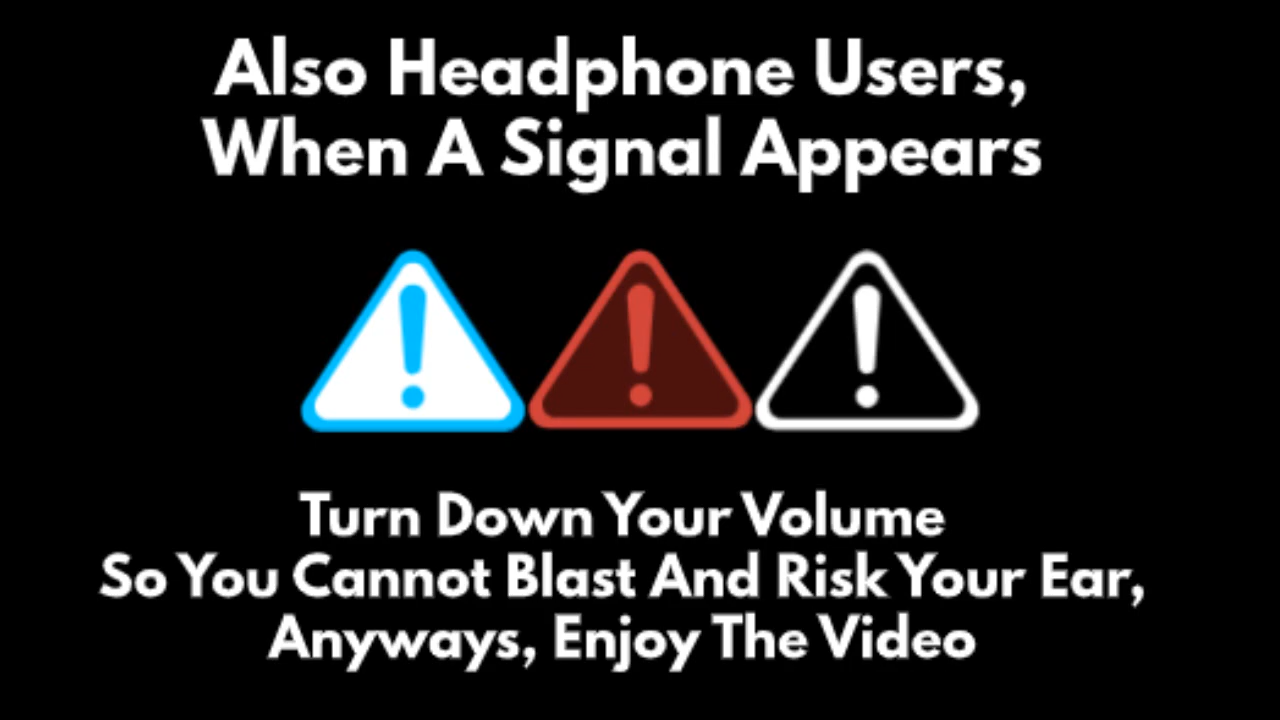 Also Headphone Users,
When A Signal Appears
Turn Down Your Volume
So You Cannot Blast And Risk Your Ear,
Anyways, Enjoy The Video